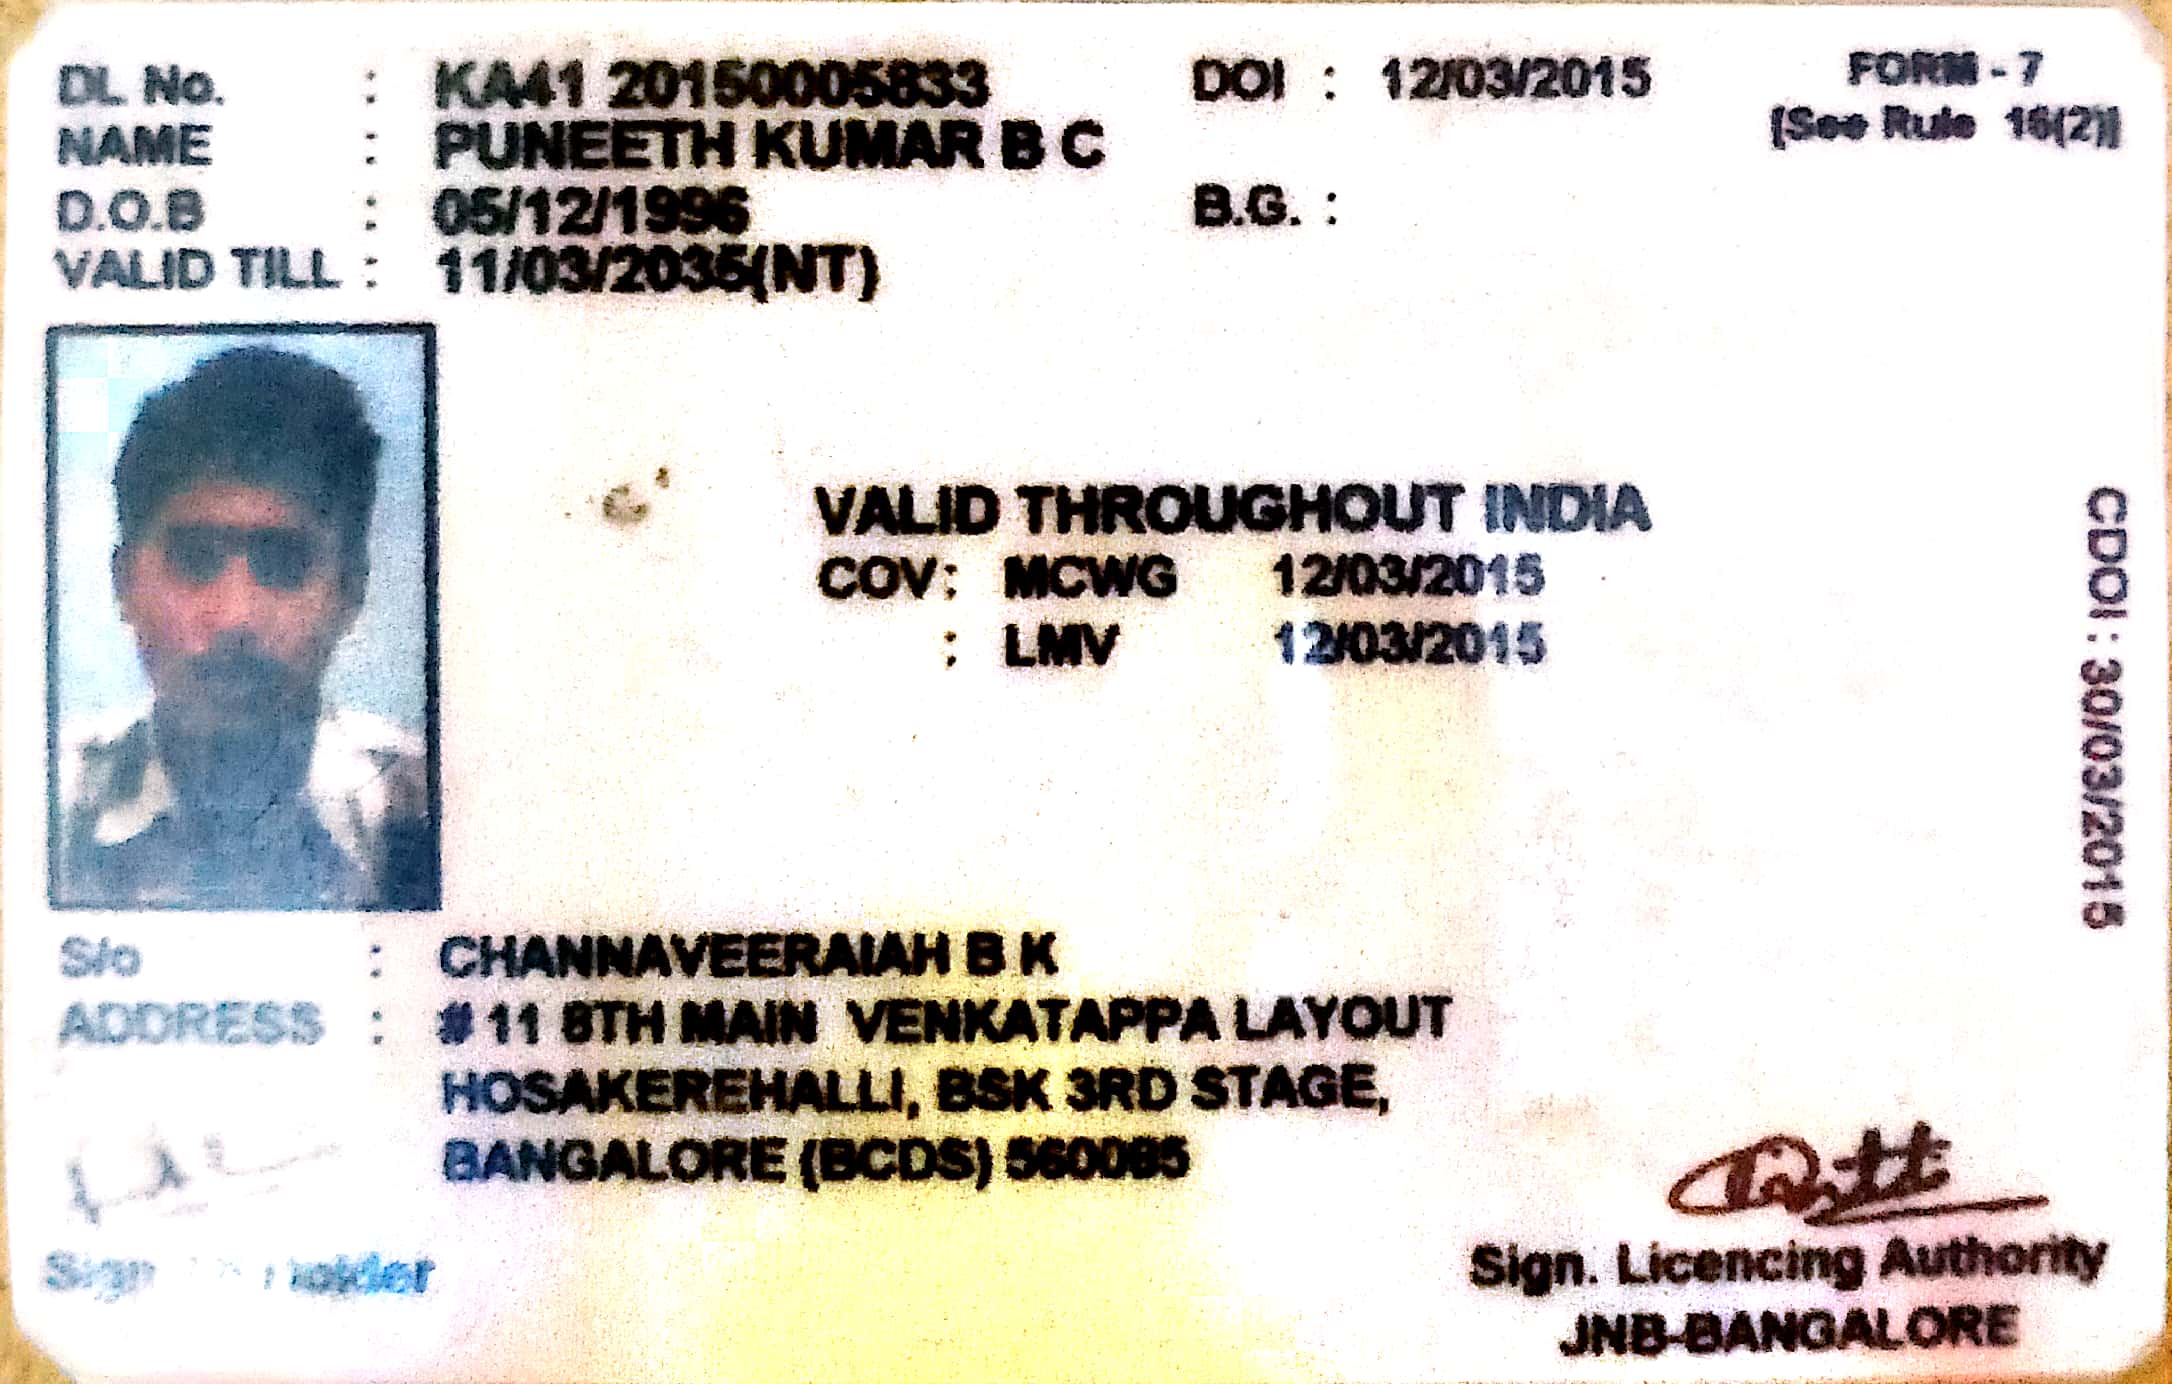 DL No. : KA41 20150005833 DOI : 12/03/2015 FORM - 7
NAME : PUNEETH KUMAR B C [See Rule 16(2)]
D.O.B : 05/12/1996 B.G. :
VALID TILL : 11/03/2035(NT)
VALID THROUGHOUT INDIA
COV: MCWG 12/03/2015
: LMV 12/03/2015
CDOI : 30/03/2015
S/o : CHANNAVEERAIAH B K
ADDRESS : # 11 8TH MAIN VENKATAPPA LAYOUT
HOSAKEREHALLI, BSK 3RD STAGE,
BANGALORE (BCDS) 560085
Sign. Holder
Sign. Licencing Authority
JNB-BANGALORE